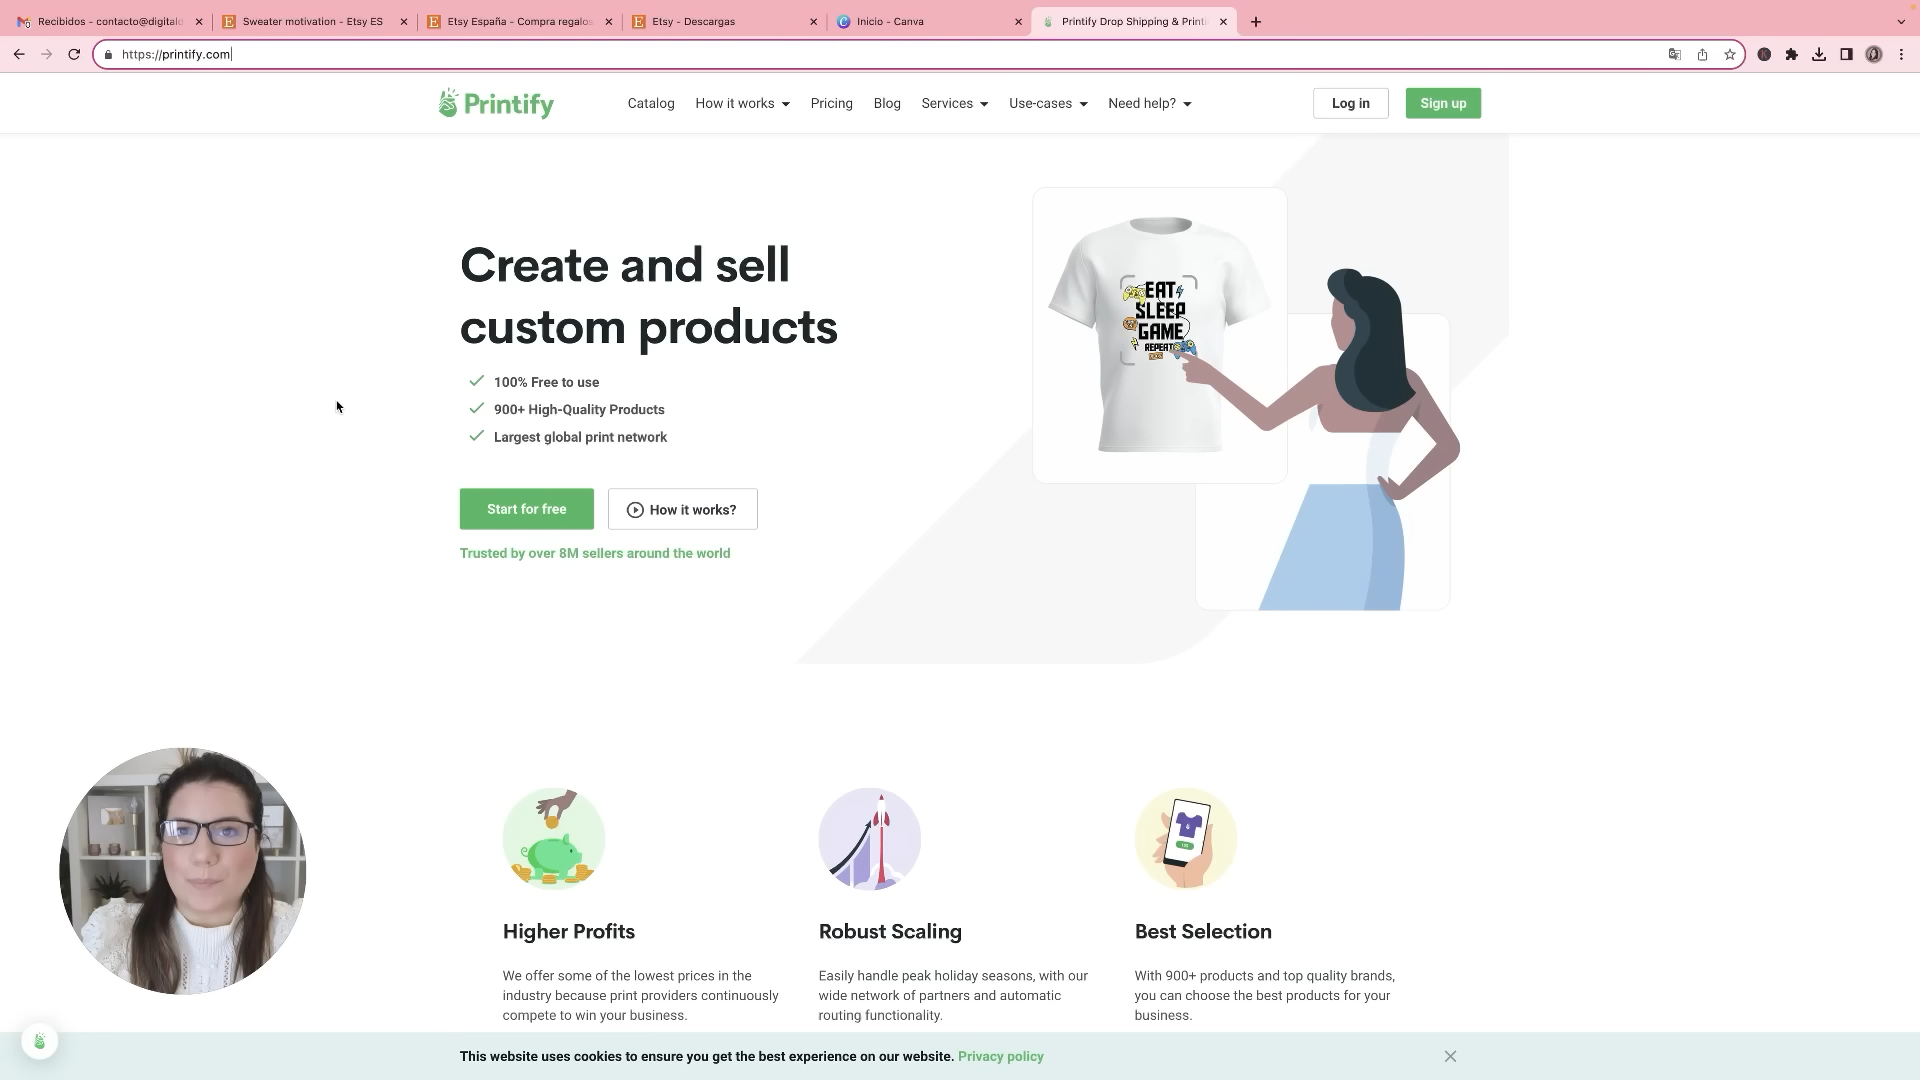 Recibidos - contacto@digitald
Sweater motivation - Etsy ES
Etsy España - Compra regalos
Etsy - Descargas
Inicio - Canva
Printify Drop Shipping & Printi
https://printify.com
Printify
Catalog
How it works
Pricing
Blog
Services
Use-cases
Need help?
Log in
Sign up
Create and sell
custom products
100% Free to use
900+ High-Quality Products
Largest global print network
Start for free
How it works?
Trusted by over 8M sellers around the world
EAT
SLEEP
GAME
REPEAT
Higher Profits
We offer some of the lowest prices in the
industry because print providers continuously
compete to win your business.
Robust Scaling
Easily handle peak holiday seasons, with our
wide network of partners and automatic
routing functionality.
Best Selection
With 900+ products and top quality brands,
you can choose the best products for your
business.
This website uses cookies to ensure you get the best experience on our website. Privacy policy